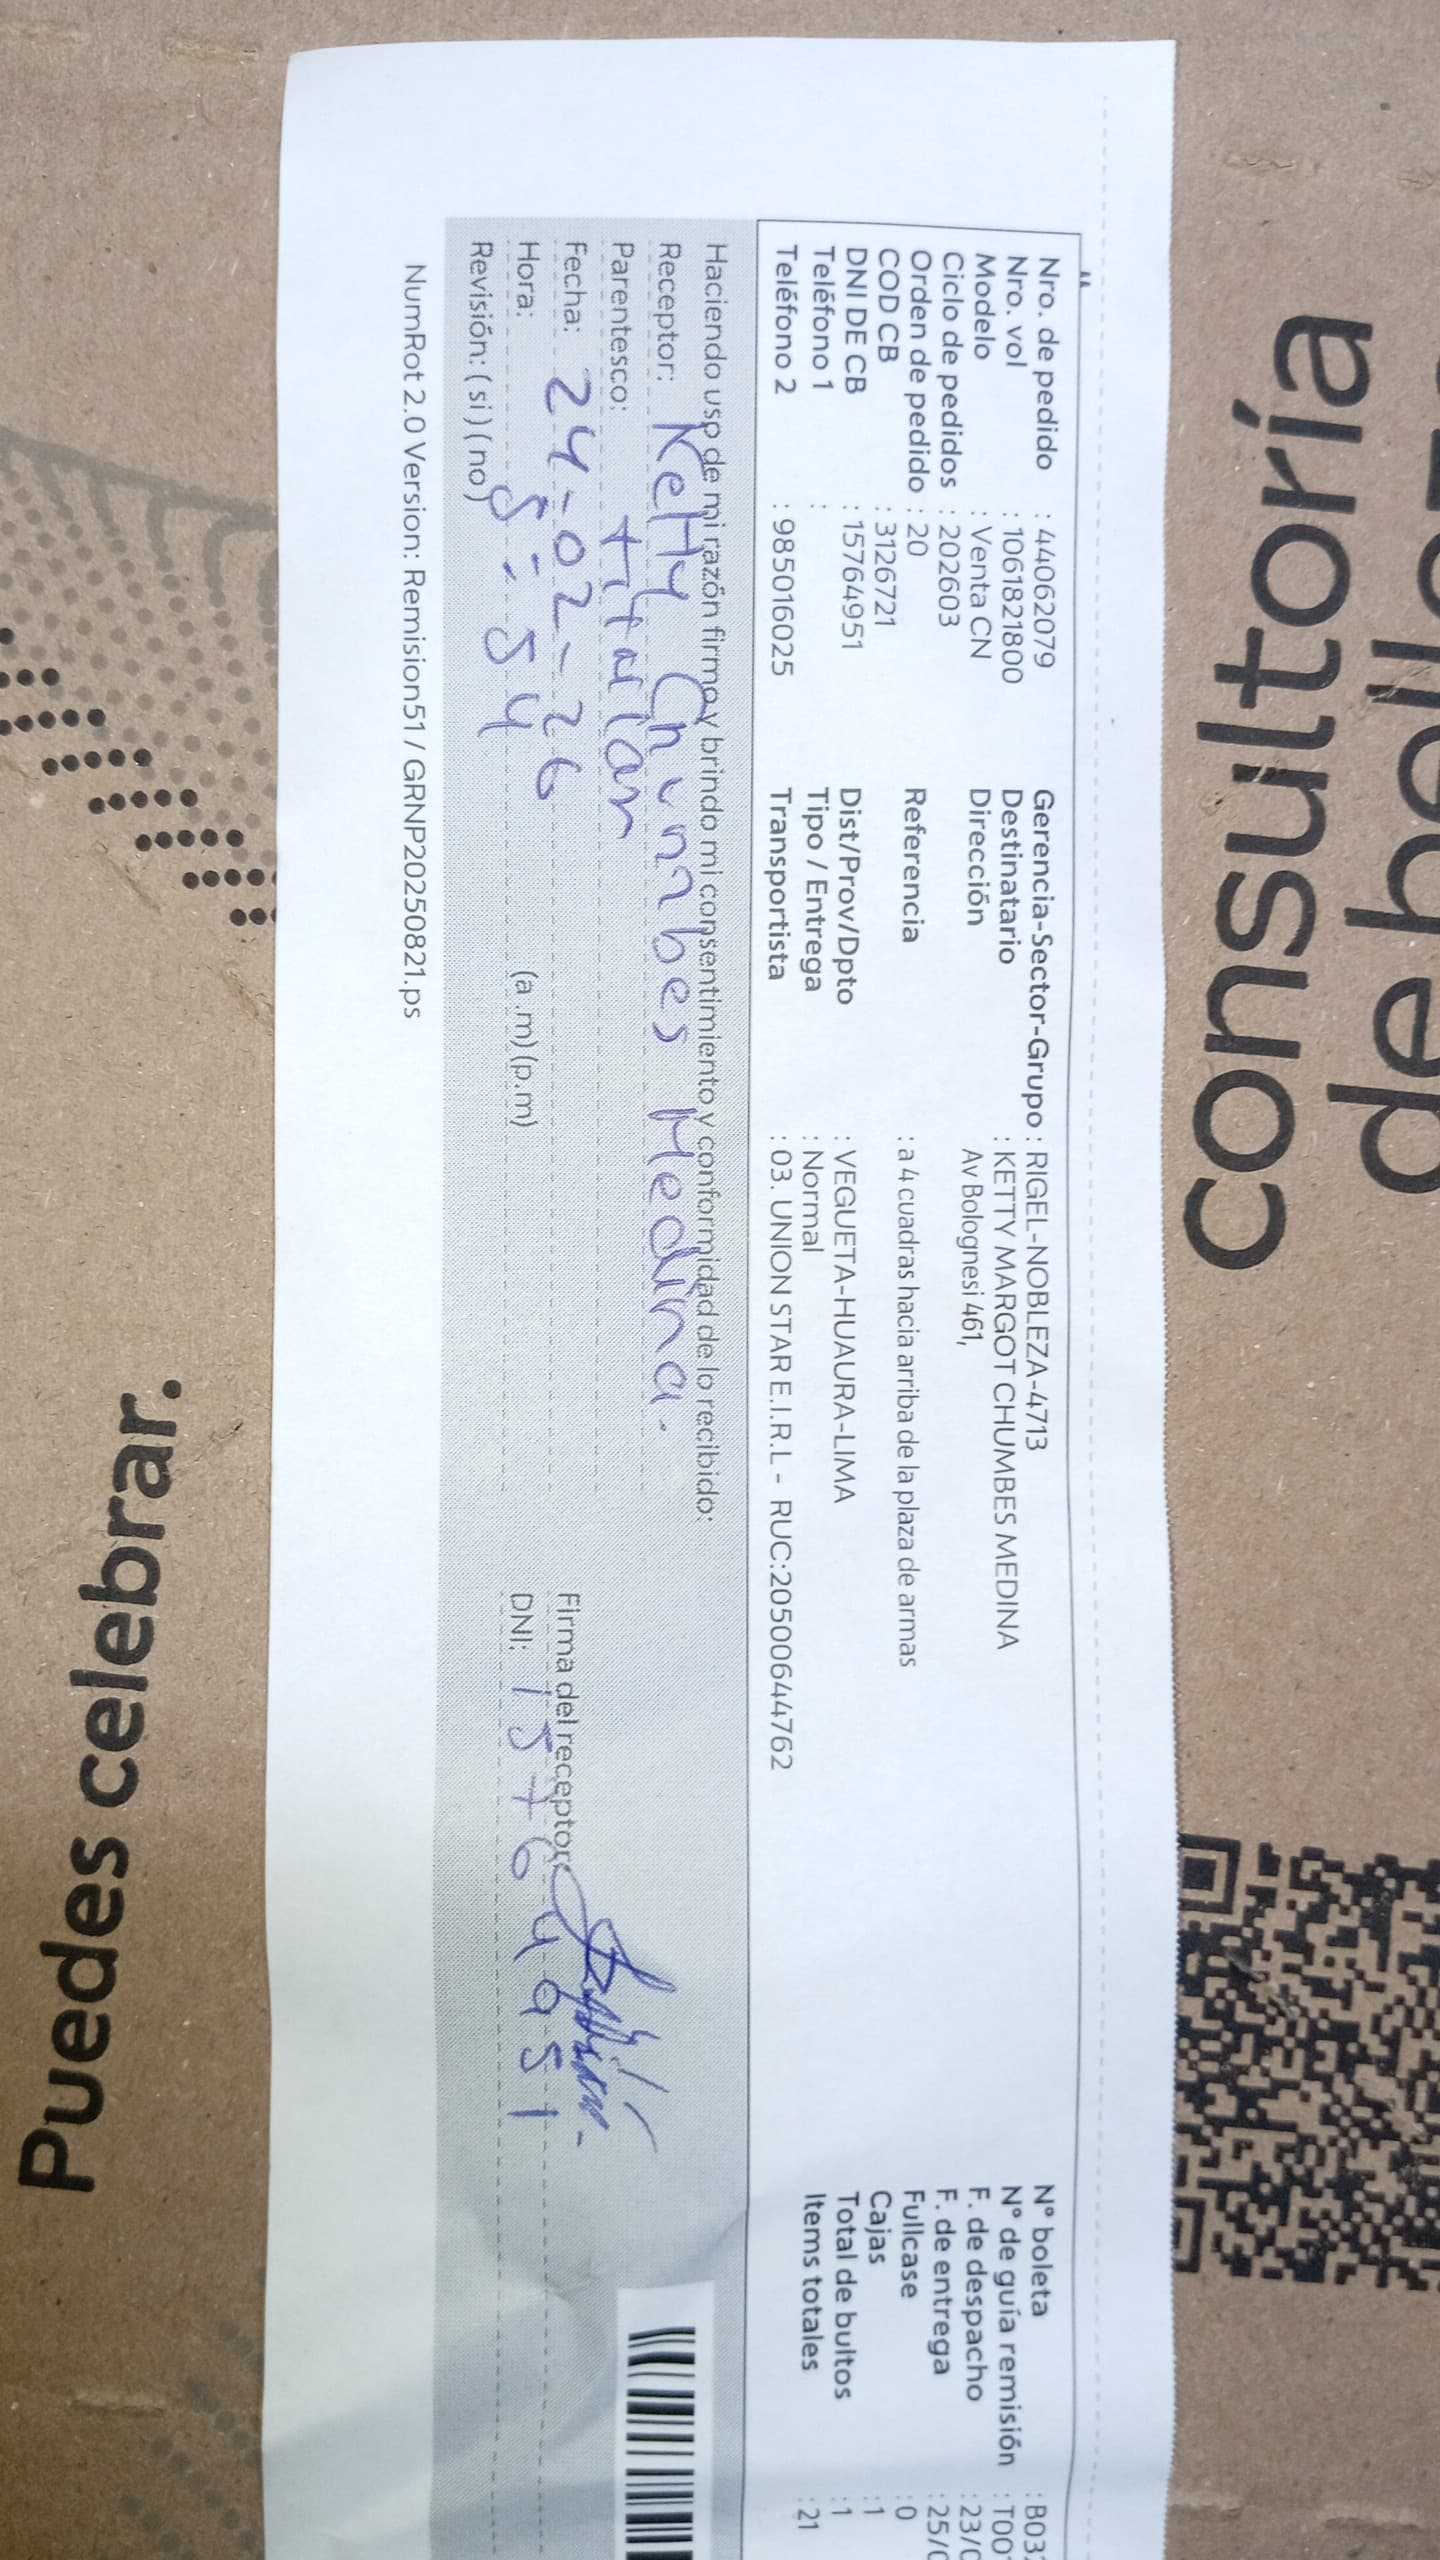 consultoría
de belle
Nro. de pedido : 44062079
Nro. vol : 1061821800
Modelo : Venta CN
Ciclo de pedidos : 202603
Orden de pedido : 20
COD CB : 3126721
DNI DE CB : 15764951
Teléfono 1 :
Teléfono 2 : 985016025
Gerencia-Sector-Grupo : RIGEL-NOBLEZA-4713
Destinatario : KETTY MARGOT CHUMBES MEDINA
Dirección Av Bolognesi 461,
Referencia : a 4 cuadras hacia arriba de la plaza de armas
Dist/Prov/Dpto : VEGUETA-HUAURA-LIMA
Tipo / Entrega : Normal
Transportista : 03. UNION STAR E.I.R.L - RUC:20500644762
N° boleta : B03
N° de guía remisión : T00
F. de despacho : 23/0
F. de entrega : 25/0
Fullcase : 0
Cajas : 1
Total de bultos : 1
Items totales : 21
Haciendo uso de mi razón firmo y brindo mi consentimiento y conformidad de lo recibido:
Receptor: Ketty Chumbes Medina.
Parentesco: titular
Fecha: 24-02-26
Hora: 5:54 (a.m)(p.m)
Revisión: (si)(no)
Firma del receptor:
DNI: 15764951
NumRot 2.0 Version: Remision51 / GRNP20250821.ps
Puedes celebrar.